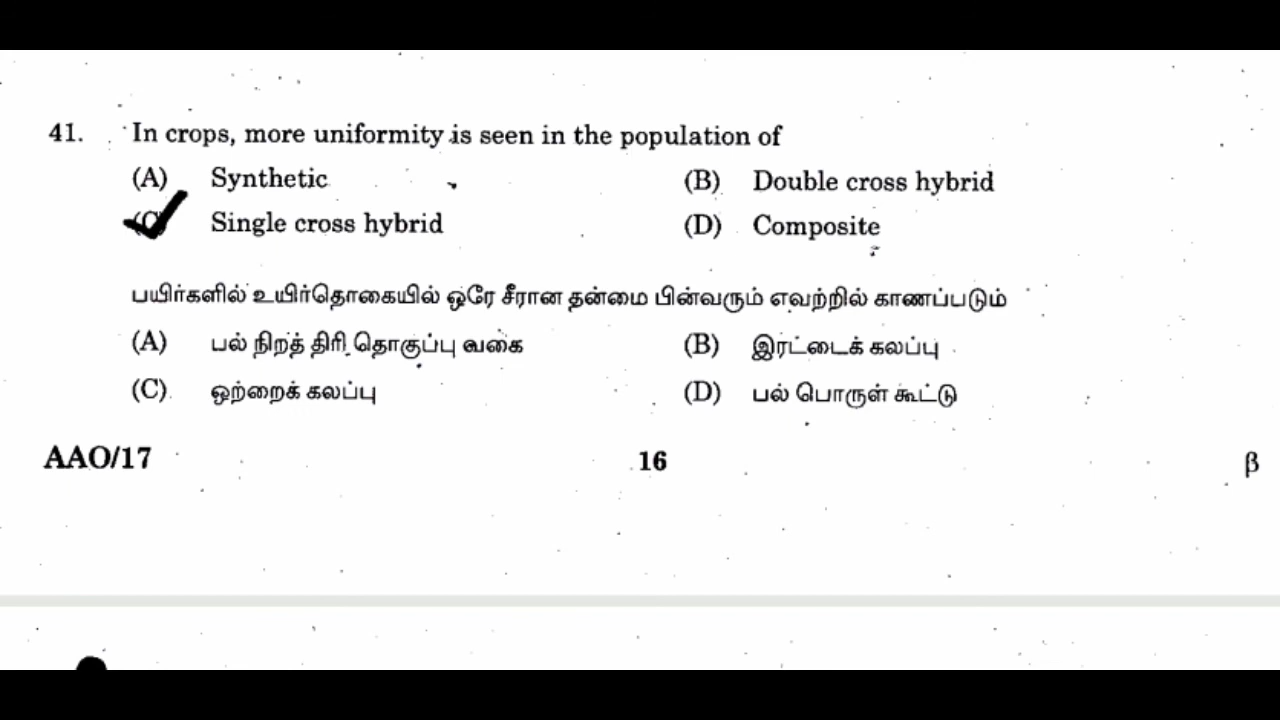 41. In crops, more uniformity is seen in the population of
(A) Synthetic (B) Double cross hybrid
(C) Single cross hybrid (D) Composite
பயிர்களில் உயிர்தொகையில் ஒரே சீரான தன்மை பின்வரும் எவற்றில் காணப்படும்
(A) பல் நிறத் திரி தொகுப்பு வகை (B) இரட்டைக் கலப்பு
(C) ஒற்றைக் கலப்பு (D) பல் பொருள் கூட்டு
AAO/17 16 β